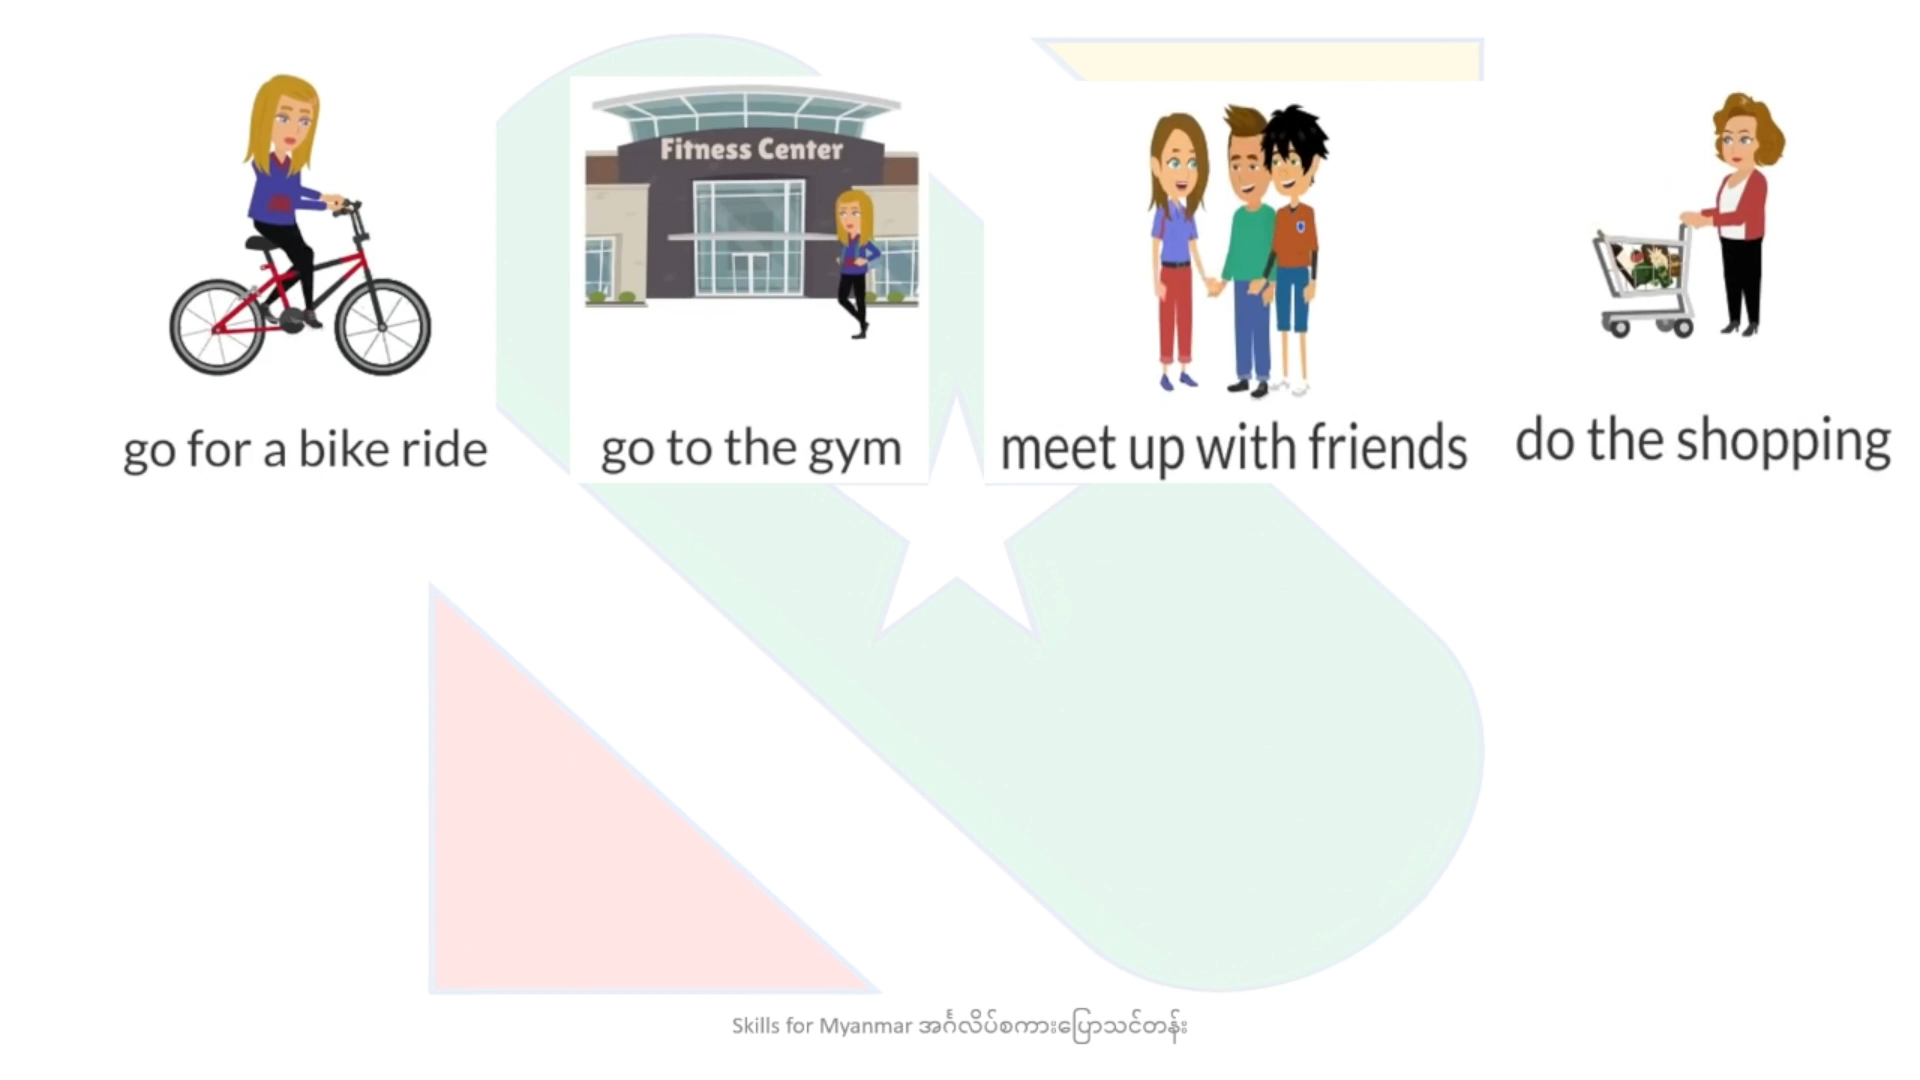 Fitness Center
go for a bike ride
go to the gym
meet up with friends
do the shopping
Skills for Myanmar အင်္ဂလိပ်စကားပြောသင်တန်း